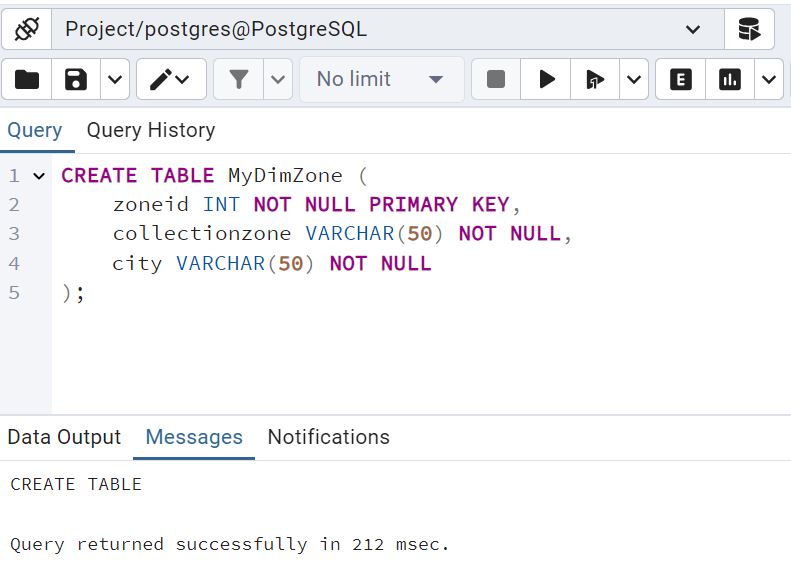 Project/postgres@PostgreSQL
No limit
E
Query Query History
1 CREATE TABLE MyDimZone (
2 zoneid INT NOT NULL PRIMARY KEY,
3 collectionzone VARCHAR(50) NOT NULL,
4 city VARCHAR(50) NOT NULL
5 );
Data Output Messages Notifications
CREATE TABLE
Query returned successfully in 212 msec.